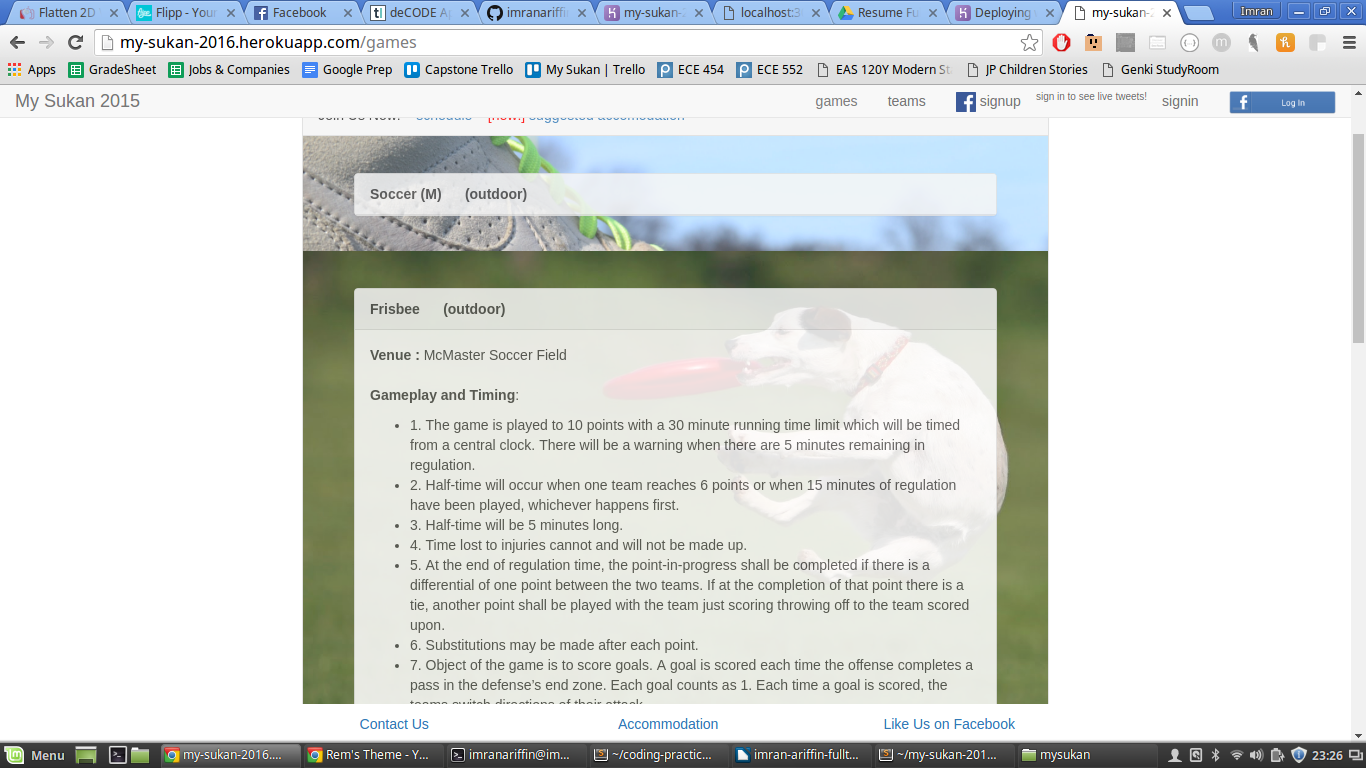 Flatten 2D
Flipp - Your
Facebook
deCODE Ap
imranariffin
my-sukan-2
localhost:3
Resume Fu
Deploying
my-sukan-2
Imran
my-sukan-2016.herokuapp.com/games
Apps
GradeSheet
Jobs & Companies
Google Prep
Capstone Trello
My Sukan | Trello
ECE 454
ECE 552
EAS 120Y Modern St
JP Children Stories
Genki StudyRoom
My Sukan 2015
games
teams
signup
sign in to see live tweets!
signin
Log In
Join Us Now! schedule [new!] suggested accomodation
Soccer (M) (outdoor)
Frisbee (outdoor)
Venue : McMaster Soccer Field
Gameplay and Timing:
• 1. The game is played to 10 points with a 30 minute running time limit which will be timed
from a central clock. There will be a warning when there are 5 minutes remaining in
regulation.
• 2. Half-time will occur when one team reaches 6 points or when 15 minutes of regulation
have been played, whichever happens first.
• 3. Half-time will be 5 minutes long.
• 4. Time lost to injuries cannot and will not be made up.
• 5. At the end of regulation time, the point-in-progress shall be completed if there is a
differential of one point between the two teams. If at the completion of that point there is a
tie, another point shall be played with the team just scoring throwing off to the team scored
upon.
• 6. Substitutions may be made after each point.
• 7. Object of the game is to score goals. A goal is scored each time the offense completes a
pass in the defense's end zone. Each goal counts as 1. Each time a goal is scored, the
teams switch directions of their attack.
Contact Us
Accommodation
Like Us on Facebook
Menu
my-sukan-2016....
Rem's Theme - Y...
imranariffin@im...
~/coding-practic...
imran-ariffin-fullt...
~/my-sukan-201...
mysukan
23:26